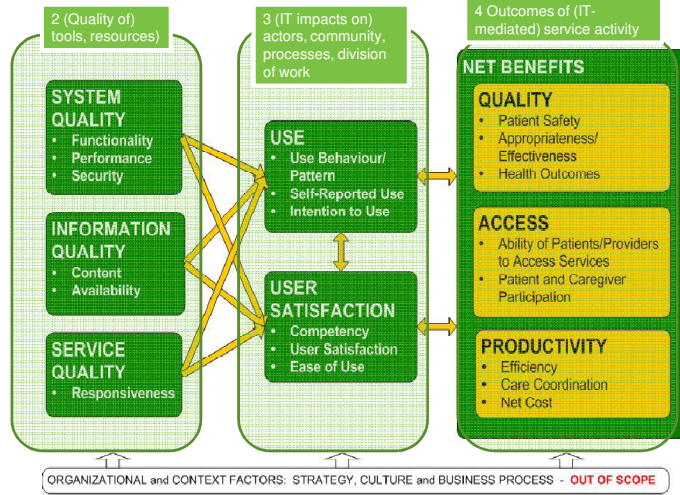 2 (Quality of)
tools, resources)
3 (IT impacts on)
actors, community,
processes, division
of work
4 Outcomes of (IT-
mediated) service activity
SYSTEM
QUALITY
• Functionality
• Performance
• Security
INFORMATION
QUALITY
• Content
• Availability
SERVICE
QUALITY
• Responsiveness
USE
• Use Behaviour/
Pattern
• Self-Reported Use
• Intention to Use
USER
SATISFACTION
• Competency
• User Satisfaction
• Ease of Use
NET BENEFITS
QUALITY
• Patient Safety
• Appropriateness/
Effectiveness
• Health Outcomes
ACCESS
• Ability of Patients/Providers
to Access Services
• Patient and Caregiver
Participation
PRODUCTIVITY
• Efficiency
• Care Coordination
• Net Cost
ORGANIZATIONAL and CONTEXT FACTORS: STRATEGY, CULTURE and BUSINESS PROCESS - OUT OF SCOPE